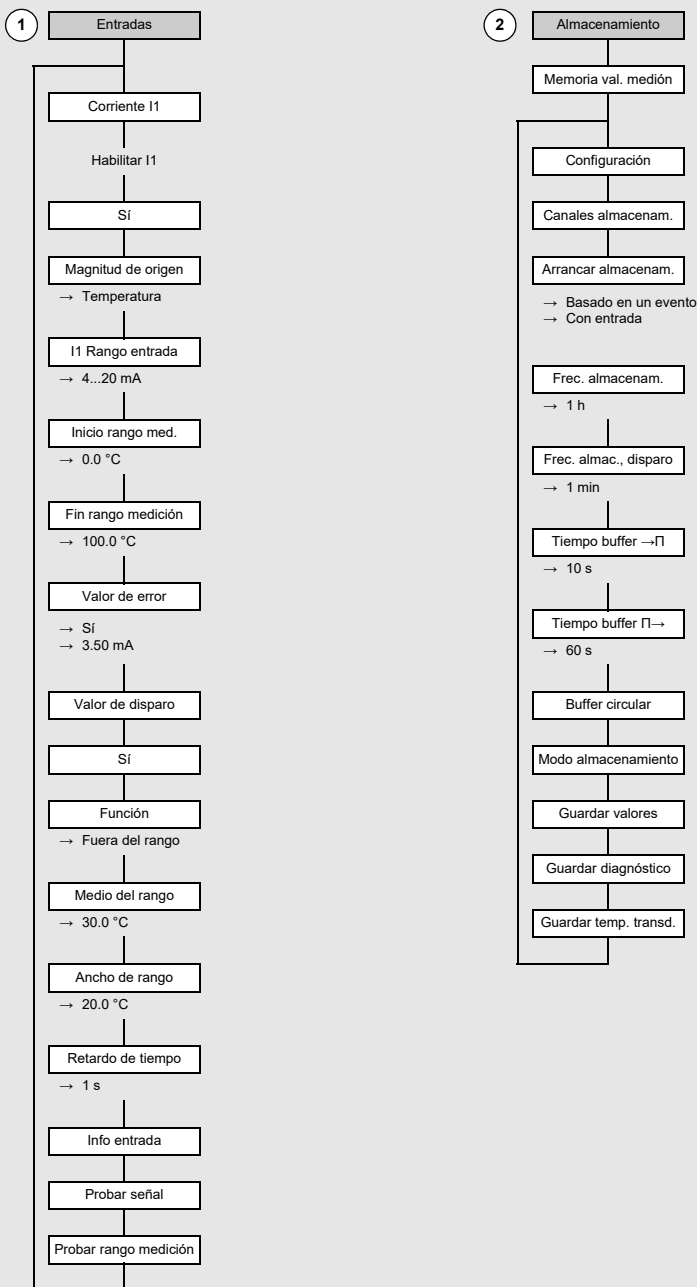 1
Entradas
Corriente I1
Habilitar I1
Sí
Magnitud de origen
→ Temperatura
I1 Rango entrada
→ 4...20 mA
Inicio rango med.
→ 0.0 °C
Fin rango medición
→ 100.0 °C
Valor de error
→ Sí
→ 3.50 mA
Valor de disparo
Sí
Función
→ Fuera del rango
Medio del rango
→ 30.0 °C
Ancho de rango
→ 20.0 °C
Retardo de tiempo
→ 1 s
Info entrada
Probar señal
Probar rango medición
2
Almacenamiento
Memoria val. medión
Configuración
Canales almacenam.
Arrancar almacenam.
→ Basado en un evento
→ Con entrada
Frec. almacenam.
→ 1 h
Frec. almac., disparo
→ 1 min
Tiempo buffer →Π
→ 10 s
Tiempo buffer Π→
→ 60 s
Buffer circular
Modo almacenamiento
Guardar valores
Guardar diagnóstico
Guardar temp. transd.